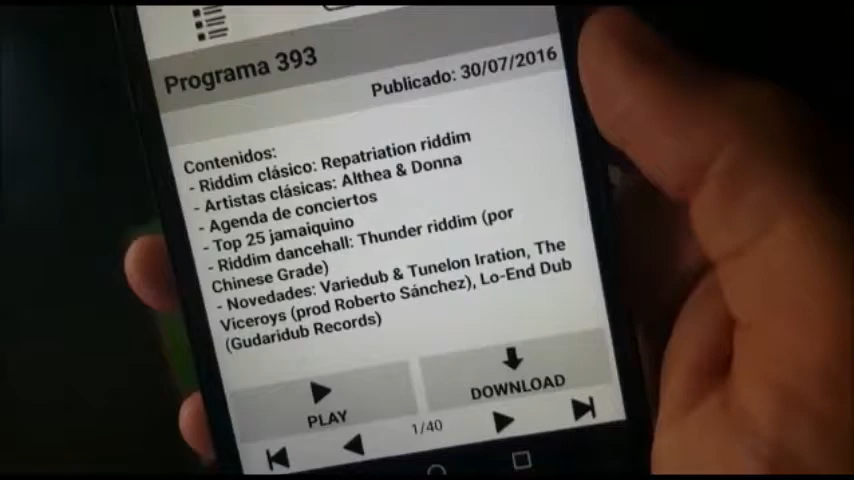 Programa 393
Publicado: 30/07/2016
Contenidos:
- Riddim clásico: Repatriation riddim
- Artistas clásicas: Althea & Donna
- Agenda de conciertos
- Top 25 jamaiquino
- Riddim dancehall: Thunder riddim (por
Chinese Grade)
- Novedades: Variedub & Tunelon Iration, The
Viceroys (prod Roberto Sánchez), Lo-End Dub
(Gudaridub Records)
PLAY
DOWNLOAD
1/40